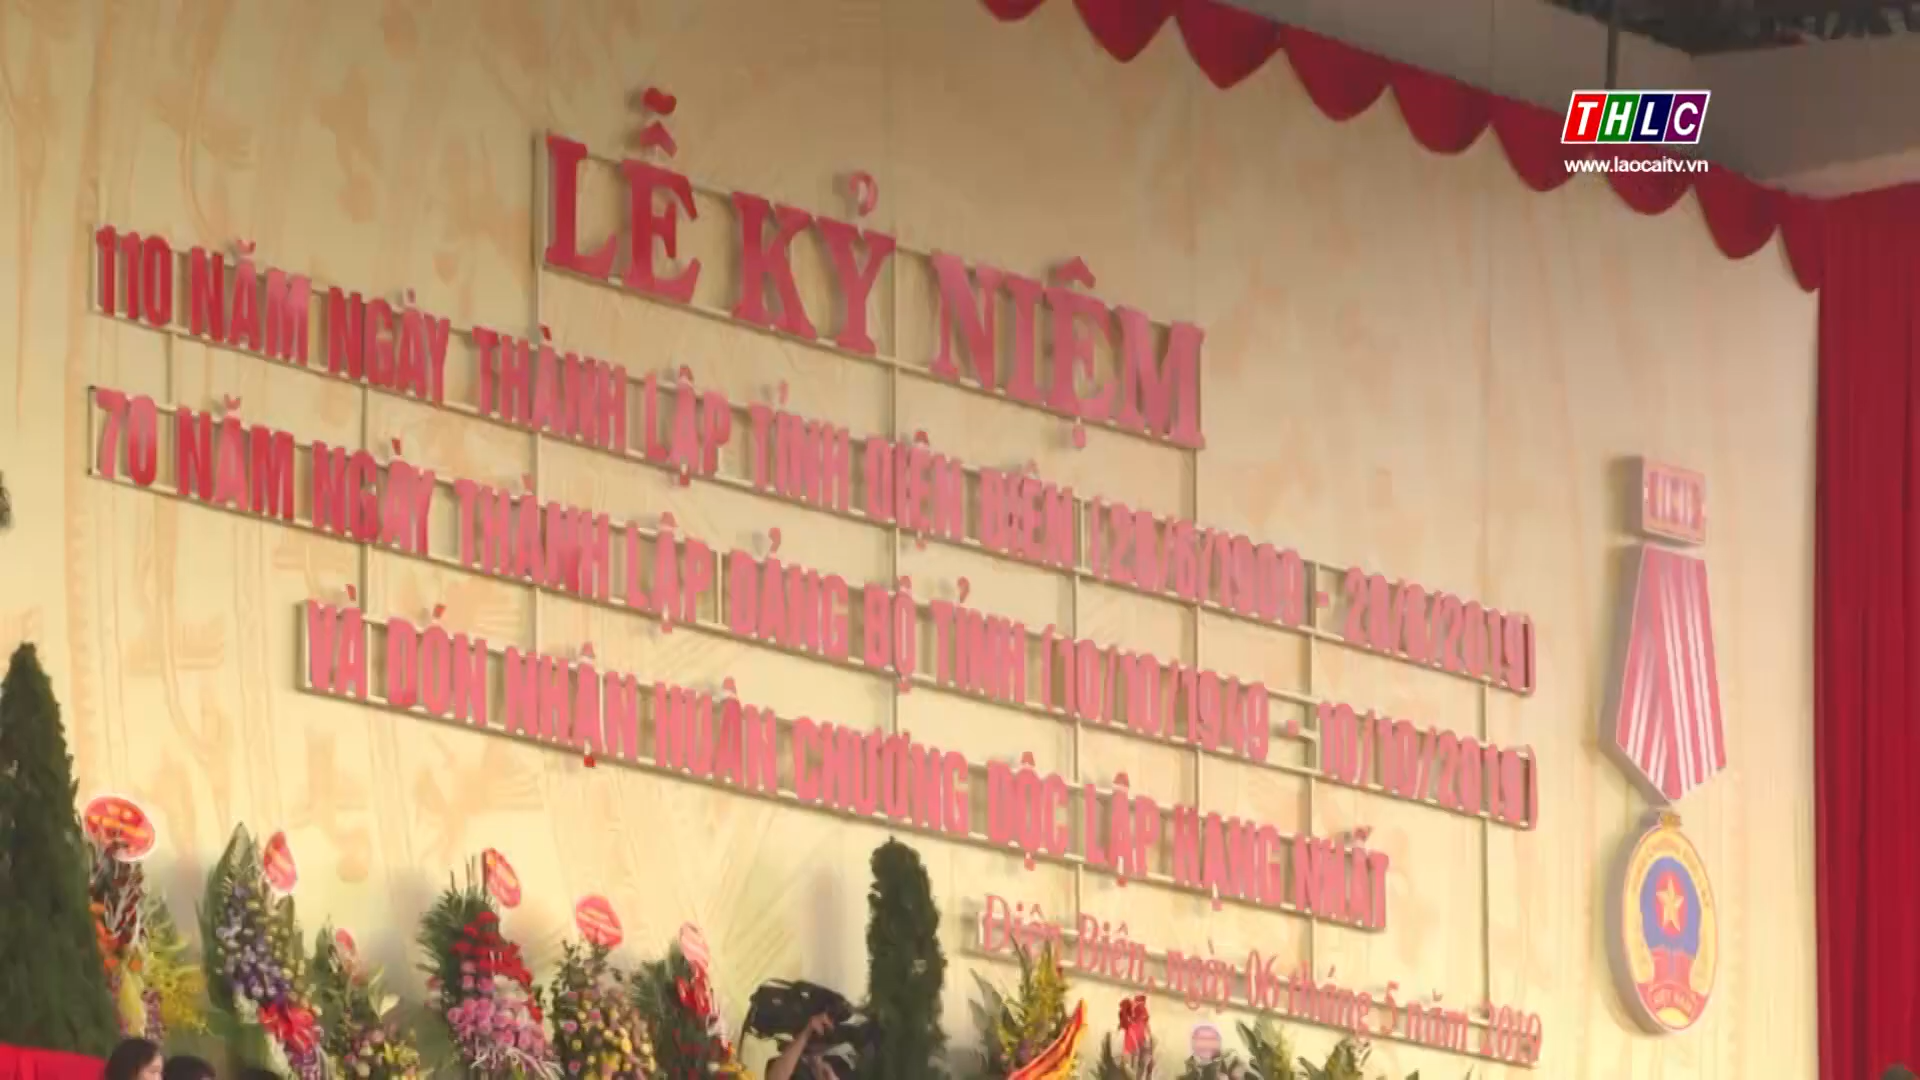 THLC
www.laocaitv.vn
LỄ KỶ NIỆM
110 NĂM NGÀY THÀNH LẬP TỈNH ĐIỆN BIÊN (28/6/1909 - 28/6/2019)
70 NĂM NGÀY THÀNH LẬP ĐẢNG BỘ TỈNH (10/10/1949 - 10/10/2019)
VÀ ĐÓN NHẬN HUÂN CHƯƠNG ĐỘC LẬP HẠNG NHẤT
Điện Biên, ngày 06 tháng 5 năm 2019